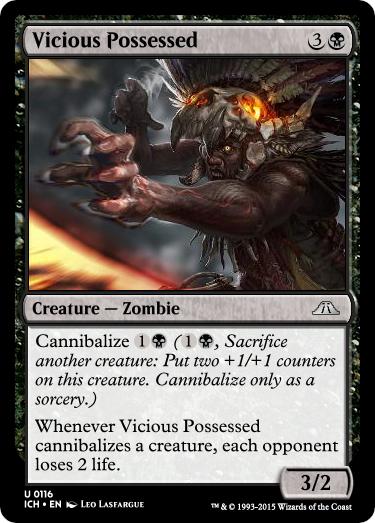 Vicious Possessed 3
Creature — Zombie
Cannibalize 1 (1, Sacrifice
another creature: Put two +1/+1 counters
on this creature. Cannibalize only as a
sorcery.)
Whenever Vicious Possessed
cannibalizes a creature, each opponent
loses 2 life.
3/2
U 0116
ICH • EN Leo Lasfargue
™ & © 1993-2015 Wizards of the Coast